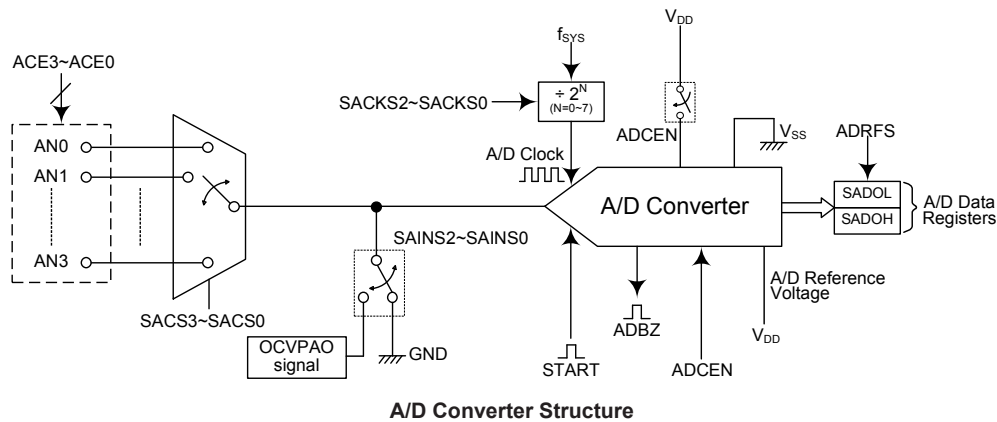 ACE3~ACE0
AN0
AN1
AN3
SACS3~SACS0
OCVPAO
signal
GND
SAINS2~SAINS0
fSYS
SACKS2~SACKS0
÷ 2^N
(N=0~7)
A/D Clock
VDD
ADCEN
VSS
A/D Converter
ADRFS
SADOL
SADOH
A/D Data
Registers
A/D Reference
Voltage
VDD
START
ADBZ
ADCEN
A/D Converter Structure